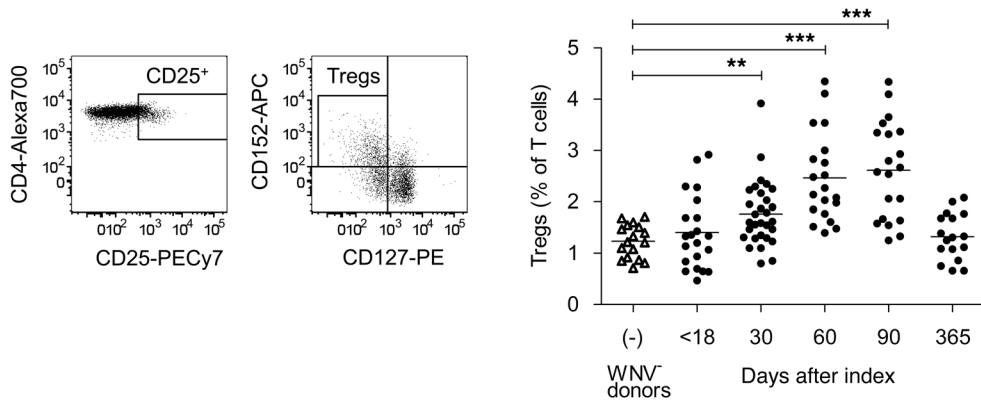 CD4-Alexa700
10⁵
10⁴
10³
10²
0
CD25⁺
0 10² 10³ 10⁴ 10⁵
CD25-PECy7
CD152-APC
10⁵
10⁴
10³
10²
0
Tregs
0 10² 10³ 10⁴ 10⁵
CD127-PE
Tregs (% of T cells)
5
4
3
2
1
0
***
***
**
(-) <18 30 60 90 365
WNV⁻
donors
Days after index